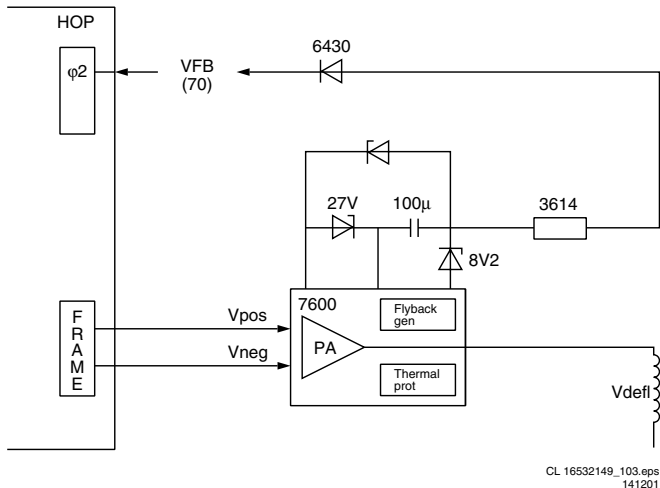 HOP
6430
φ2
VFB
(70)
27V
100µ
3614
8V2
7600
Flyback
gen
F
R
A
M
E
Vpos
Vneg
PA
Thermal
prot
Vdefl
CL 16532149_103.eps
141201